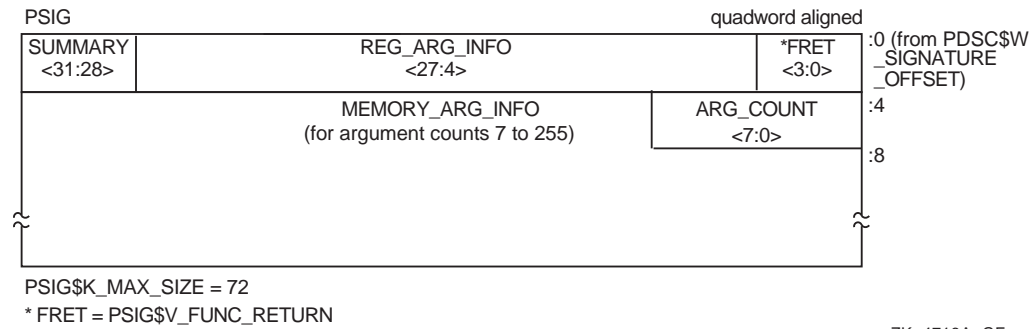 PSIG
quadword aligned
SUMMARY
<31:28>
REG_ARG_INFO
<27:4>
*FRET
<3:0>
:0 (from PDSC$W
_SIGNATURE
_OFFSET)
MEMORY_ARG_INFO
(for argument counts 7 to 255)
ARG_COUNT
<7:0>
:4
:8
PSIG$K_MAX_SIZE = 72
* FRET = PSIG$V_FUNC_RETURN